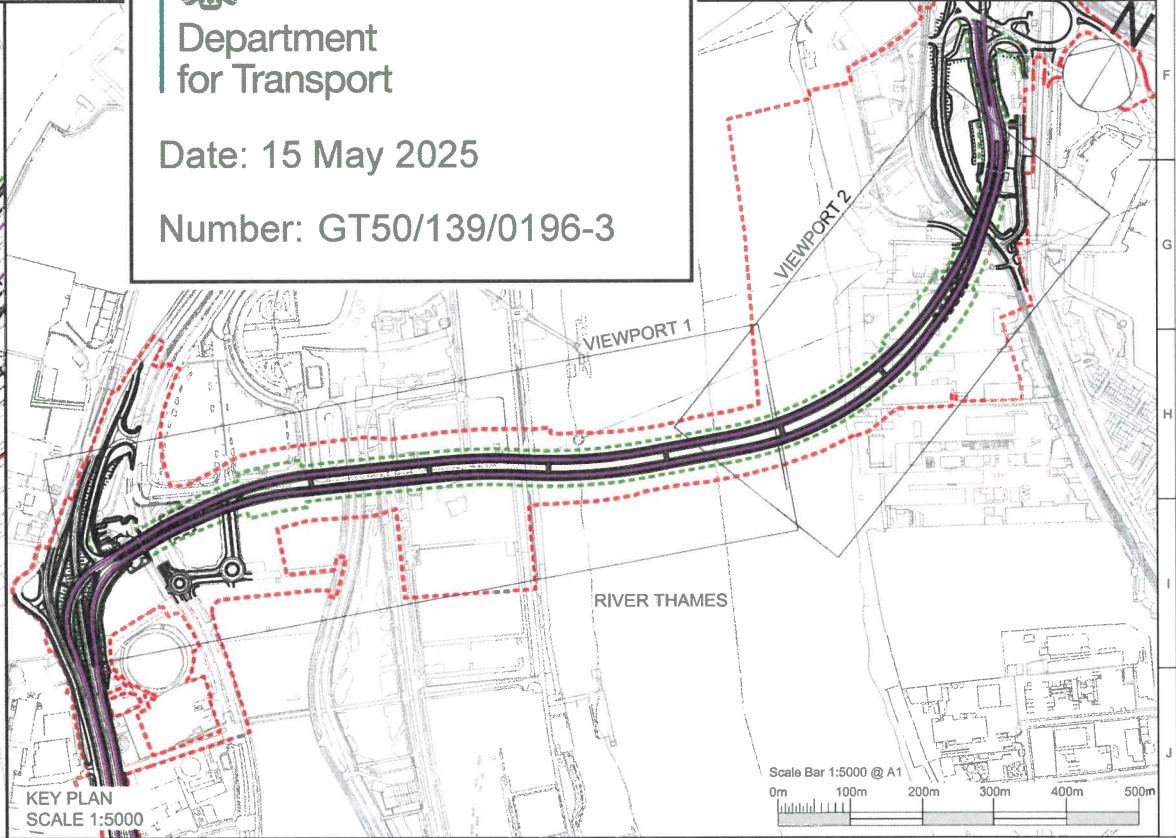 Department
for Transport
Date: 15 May 2025
Number: GT50/139/0196-3
N
F
G
H
I
J
VIEWPORT 2
VIEWPORT 1
RIVER THAMES
KEY PLAN
SCALE 1:5000
Scale Bar 1:5000 @ A1
0m 100m 200m 300m 400m 500m